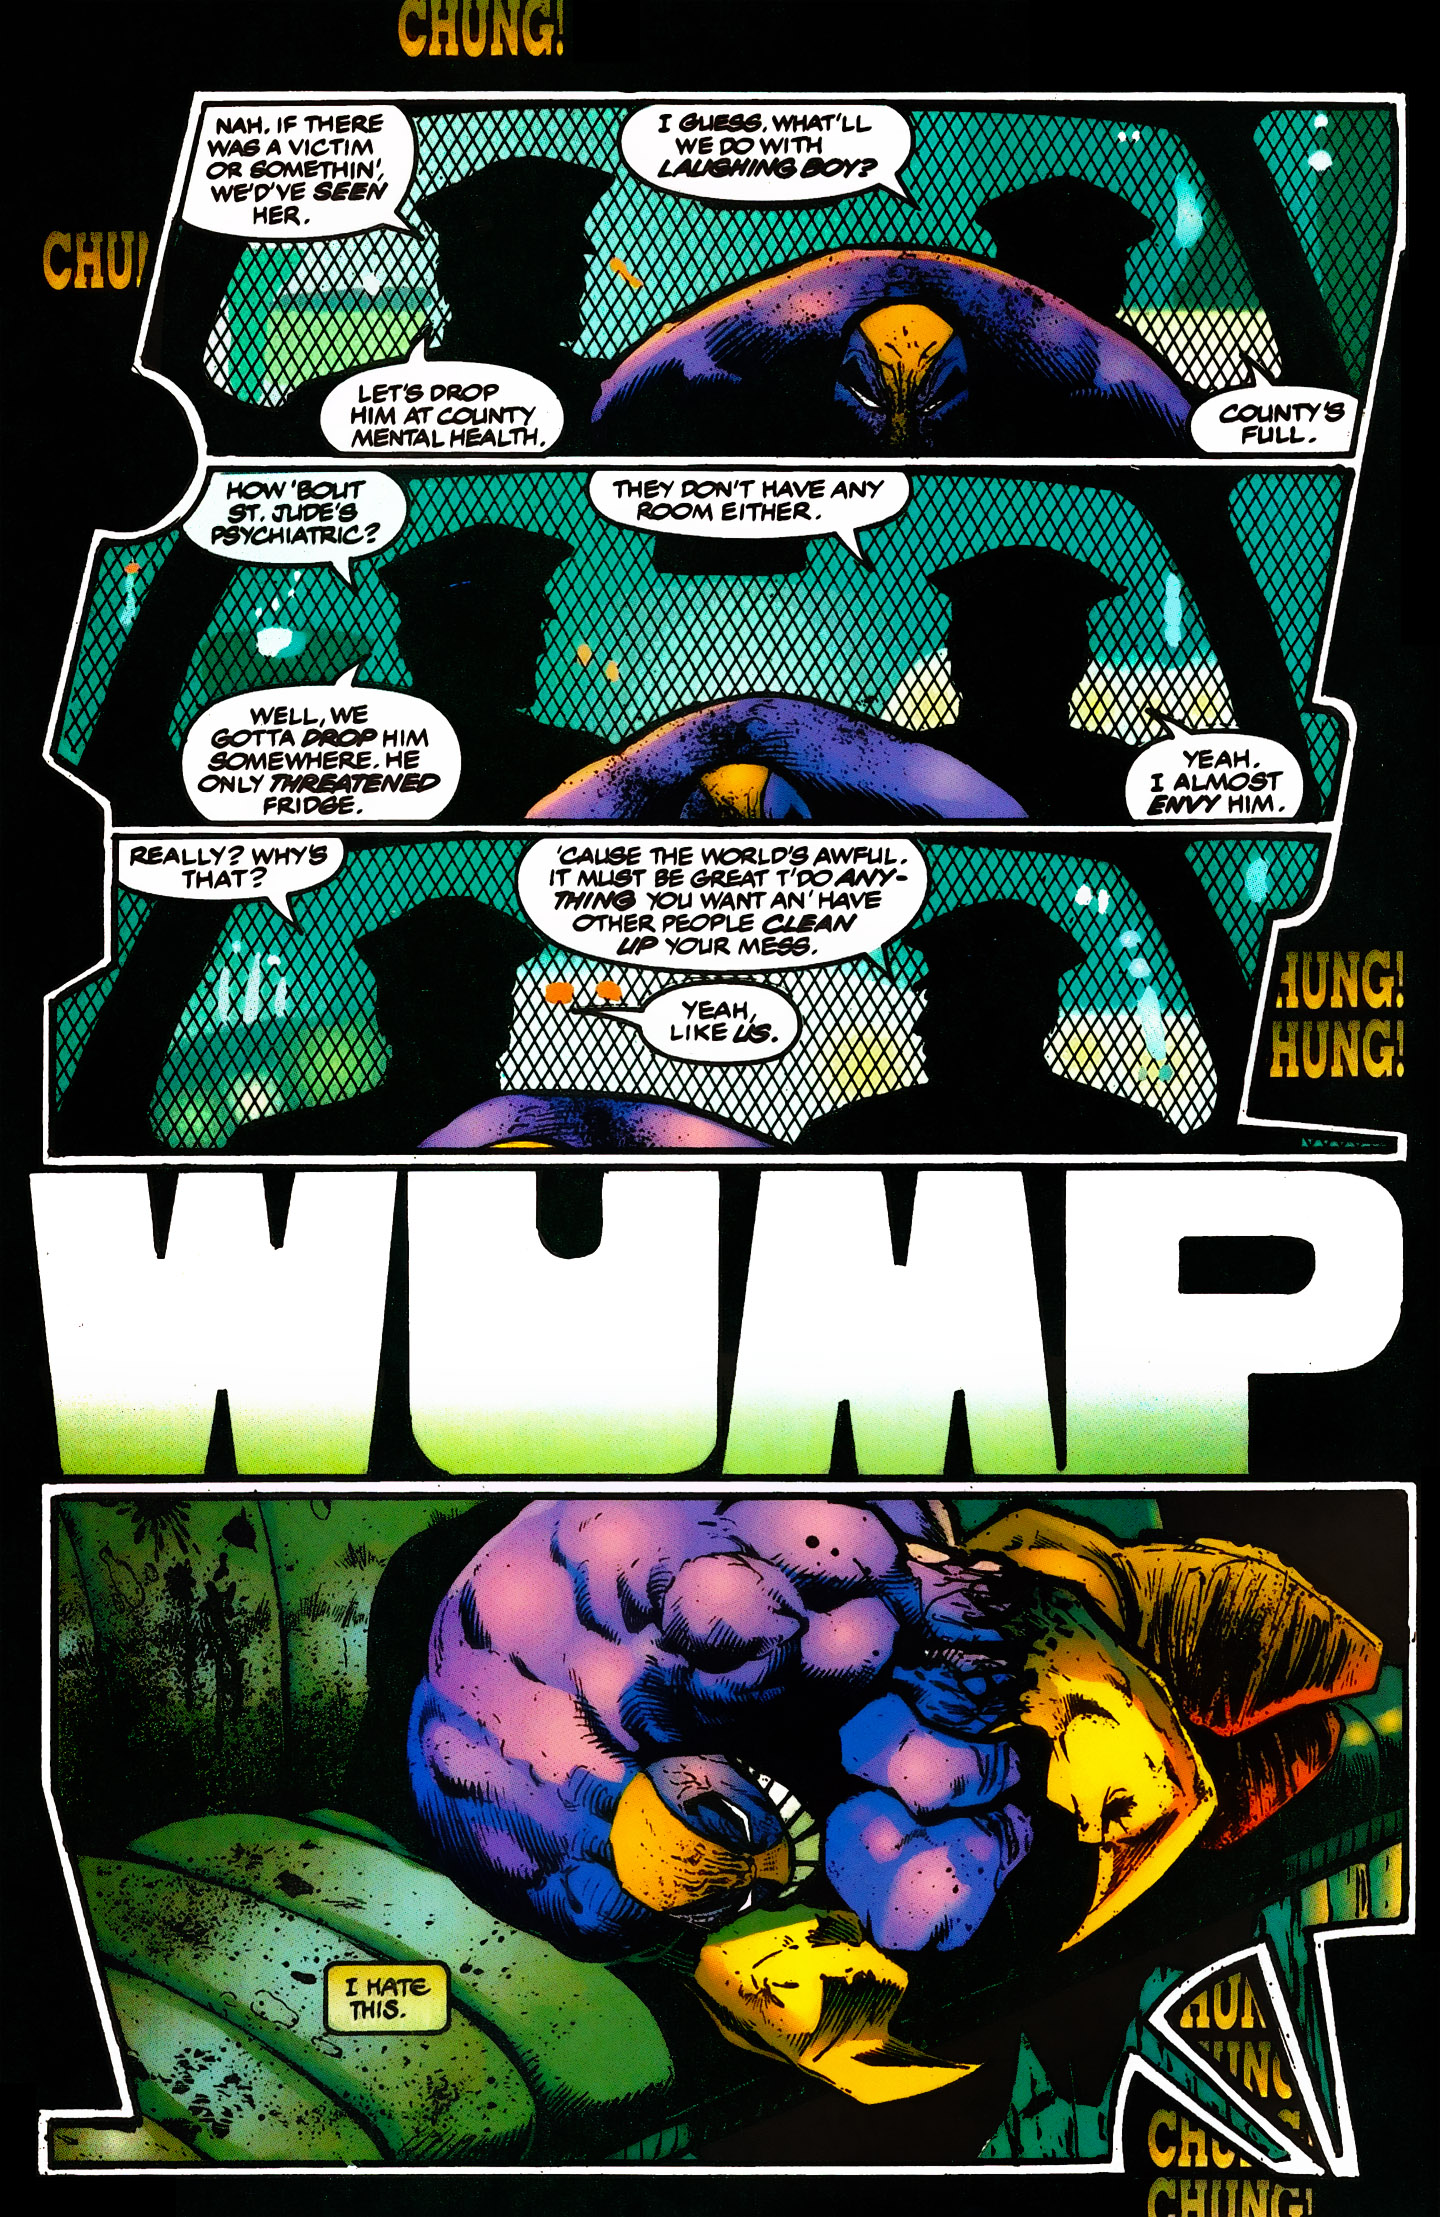 CHUNG!
NAH. IF THERE
WAS A VICTIM
OR SOMETHIN',
WE'D'VE SEEN
HER.
I GUESS. WHAT'LL
WE DO WITH
LAUGHING BOY?
CHUN
LET'S DROP
HIM AT COUNTY
MENTAL HEALTH.
COUNTY'S
FULL.
HOW 'BOUT
ST. JUDE'S
PSYCHIATRIC?
THEY DON'T HAVE ANY
ROOM EITHER.
WELL, WE
GOTTA DROP HIM
SOMEWHERE. HE
ONLY THREATENED
FRIDGE.
YEAH.
I ALMOST
ENVY HIM.
REALLY? WHY'S
THAT?
'CAUSE THE WORLD'S AWFUL.
IT MUST BE GREAT T'DO ANY-
THING YOU WANT AN' HAVE
OTHER PEOPLE CLEAN
UP YOUR MESS.
YEAH,
LIKE US.
HUNG!
HUNG!
WUMP
I HATE
THIS.
HUN
HUNG
CHUNG
CHUNG!